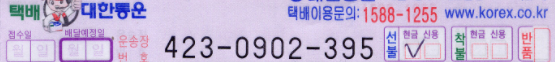 택배 대한통운
택배이용문의:1588-1255 www.korex.co.kr
접수일 배달예정일
월 일 월 일
운송장번호 423-0902-395
선불 현금 신용 착불 현금 신용 반품